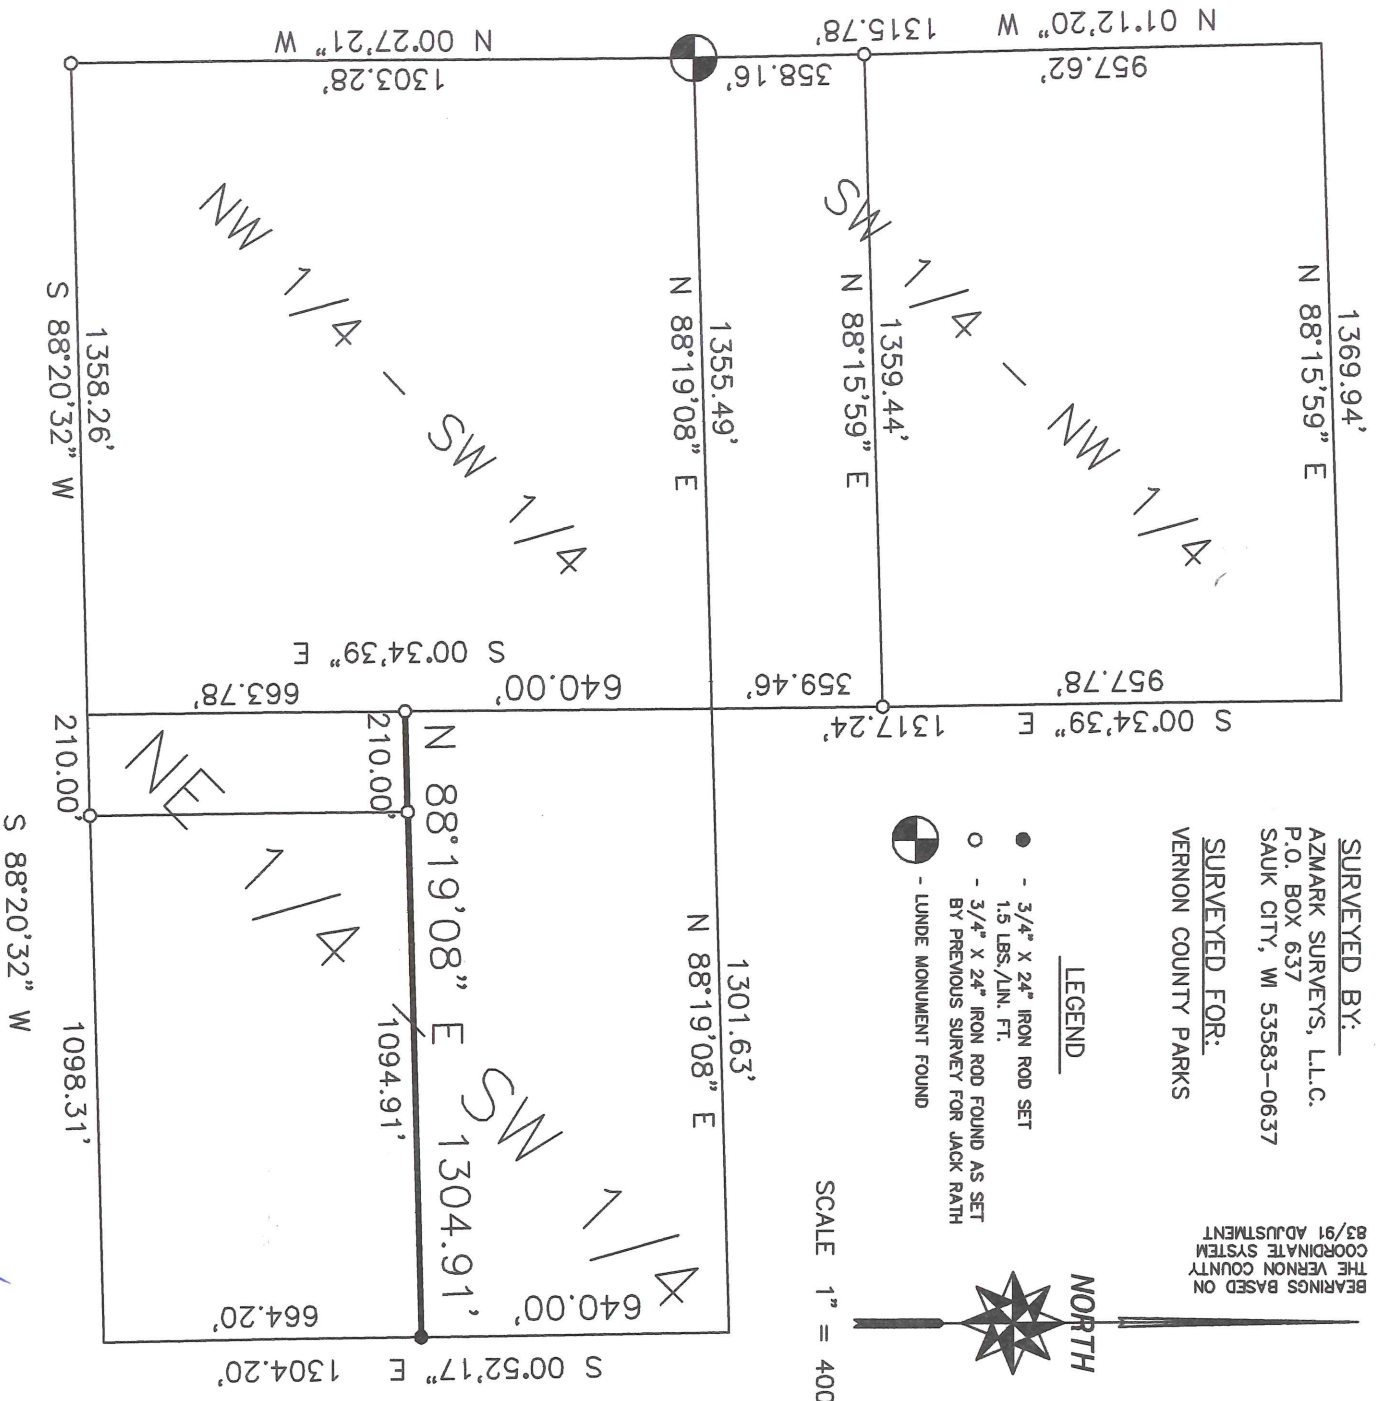 SURVEYED BY:
AZMARK SURVEYS, L.L.C.
P.O. BOX 637
SAUK CITY, WI 53583-0637
SURVEYED FOR:
VERNON COUNTY PARKS
BEARINGS BASED ON
THE VERNON COUNTY
COORDINATE SYSTEM
83/91 ADJUSTMENT
NORTH
LEGEND
- 3/4" X 24" IRON ROD SET
1.5 LBS./LIN. FT.
- 3/4" X 24" IRON ROD FOUND AS SET
BY PREVIOUS SURVEY FOR JACK RATH
- LUNDE MONUMENT FOUND
SCALE 1" = 400
1369.94'
N 88°15'59" E
N 01°12'20" W
1315.78'
957.62'
358.16'
SW 1/4 - NW 1/4
957.78'
S 00°34'39" E
1317.24'
359.46'
1359.44'
N 88°15'59" E
1355.49'
N 88°19'08" E
1301.63'
N 88°19'08" E
N 00°27'21" W
1303.28'
NW 1/4 - SW 1/4
S 00°34'39" E
640.00'
663.78'
NE 1/4
SW 1/4
640.00'
N 88°19'08" E 1304.91'
210.00'
1094.91'
S 00°52'17" E
1304.20'
664.20'
1358.26'
S 88°20'32" W
210.00'
1098.31'
S 88°20'32" W